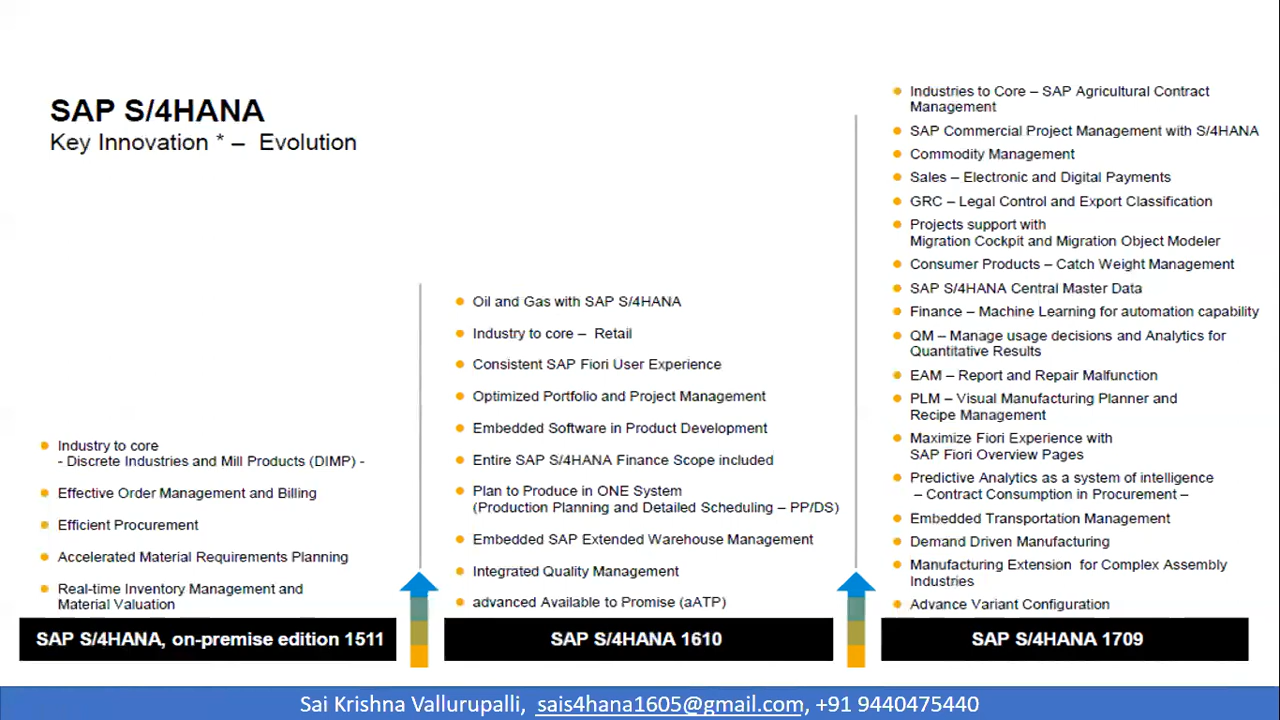 SAP S/4HANA
Key Innovation * – Evolution
Industry to core
- Discrete Industries and Mill Products (DIMP) -
Effective Order Management and Billing
Efficient Procurement
Accelerated Material Requirements Planning
Real-time Inventory Management and
Material Valuation
SAP S/4HANA, on-premise edition 1511
Oil and Gas with SAP S/4HANA
Industry to core – Retail
Consistent SAP Fiori User Experience
Optimized Portfolio and Project Management
Embedded Software in Product Development
Entire SAP S/4HANA Finance Scope included
Plan to Produce in ONE System
(Production Planning and Detailed Scheduling – PP/DS)
Embedded SAP Extended Warehouse Management
Integrated Quality Management
advanced Available to Promise (aATP)
SAP S/4HANA 1610
Industries to Core – SAP Agricultural Contract
Management
SAP Commercial Project Management with S/4HANA
Commodity Management
Sales – Electronic and Digital Payments
GRC – Legal Control and Export Classification
Projects support with
Migration Cockpit and Migration Object Modeler
Consumer Products – Catch Weight Management
SAP S/4HANA Central Master Data
Finance – Machine Learning for automation capability
QM – Manage usage decisions and Analytics for
Quantitative Results
EAM – Report and Repair Malfunction
PLM – Visual Manufacturing Planner and
Recipe Management
Maximize Fiori Experience with
SAP Fiori Overview Pages
Predictive Analytics as a system of intelligence
– Contract Consumption in Procurement –
Embedded Transportation Management
Demand Driven Manufacturing
Manufacturing Extension for Complex Assembly
Industries
Advance Variant Configuration
SAP S/4HANA 1709
Sai Krishna Vallurupalli, sais4hana1605@gmail.com, +91 9440475440